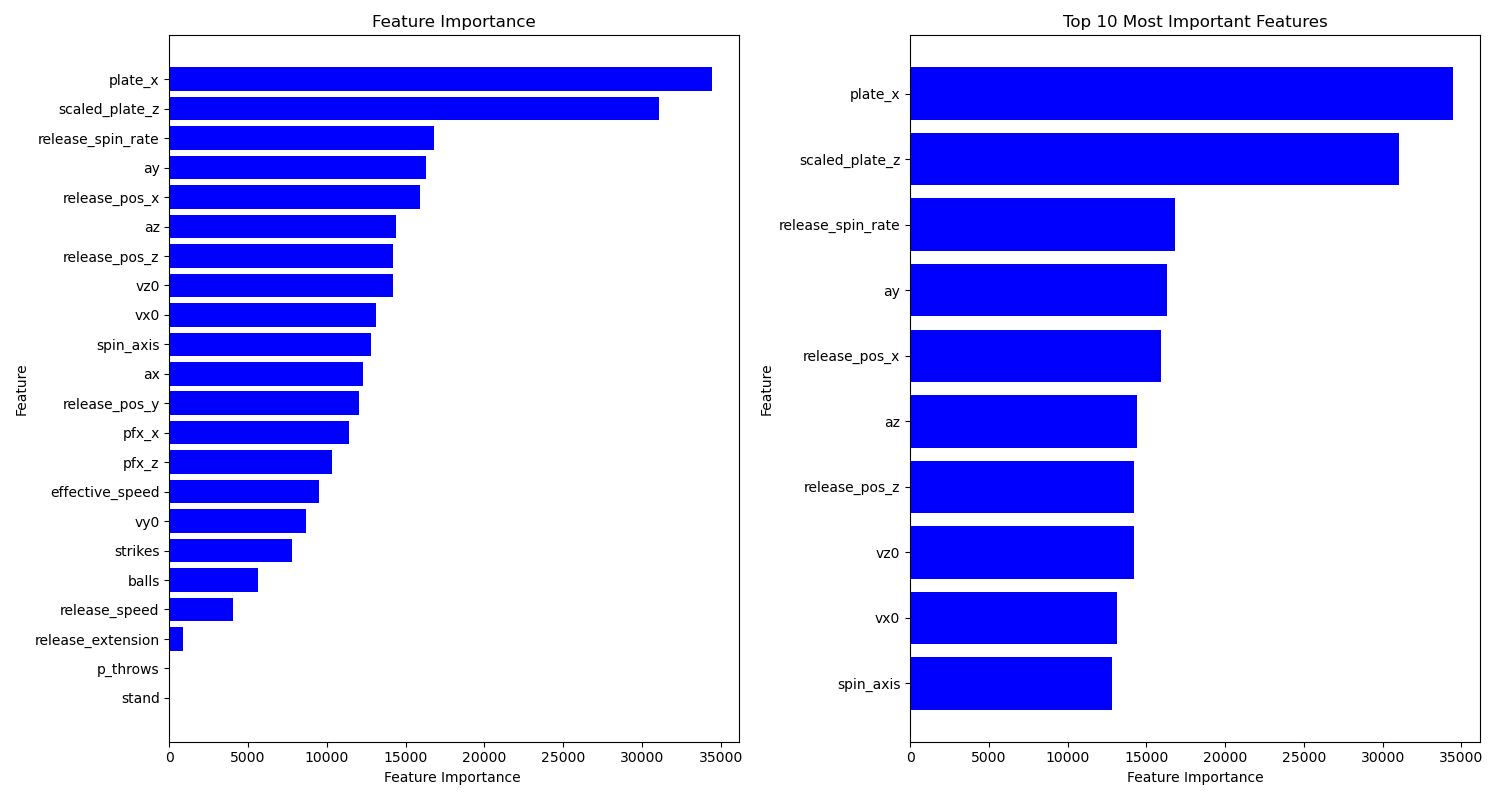 Feature Importance
Feature
plate_x
scaled_plate_z
release_spin_rate
ay
release_pos_x
az
release_pos_z
vz0
vx0
spin_axis
ax
release_pos_y
pfx_x
pfx_z
effective_speed
vy0
strikes
balls
release_speed
release_extension
p_throws
stand
0 5000 10000 15000 20000 25000 30000 35000
Feature Importance
Top 10 Most Important Features
Feature
plate_x
scaled_plate_z
release_spin_rate
ay
release_pos_x
az
release_pos_z
vz0
vx0
spin_axis
0 5000 10000 15000 20000 25000 30000 35000
Feature Importance